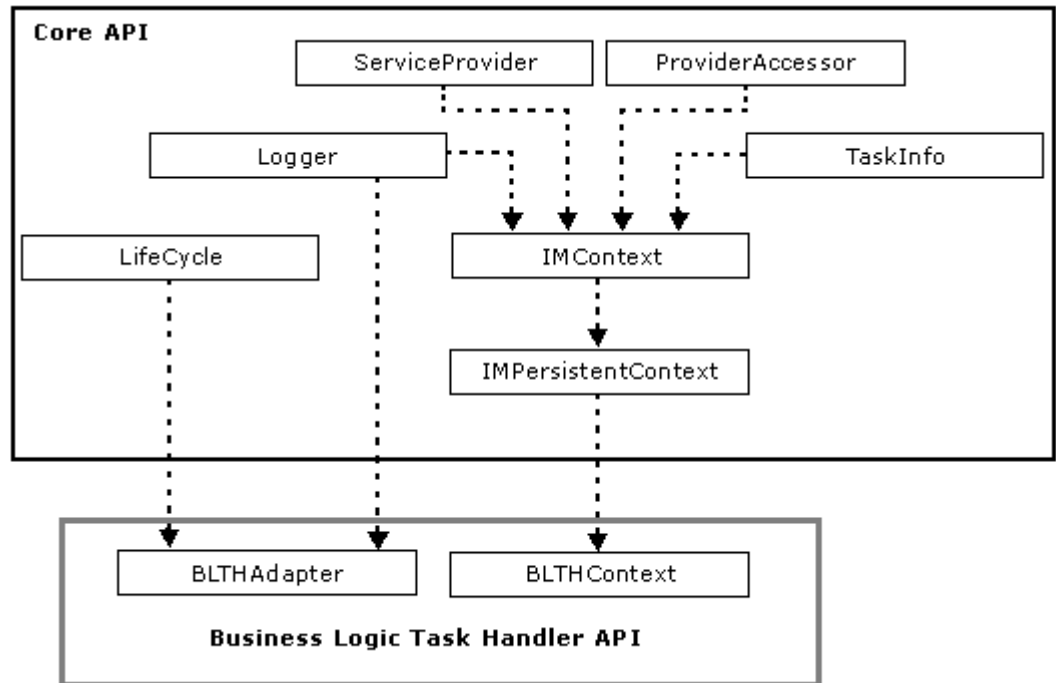 Core API
ServiceProvider
ProviderAccessor
Logger
TaskInfo
LifeCycle
IMContext
IMPersistentContext
BLTHAdapter
BLTHContext
Business Logic Task Handler API